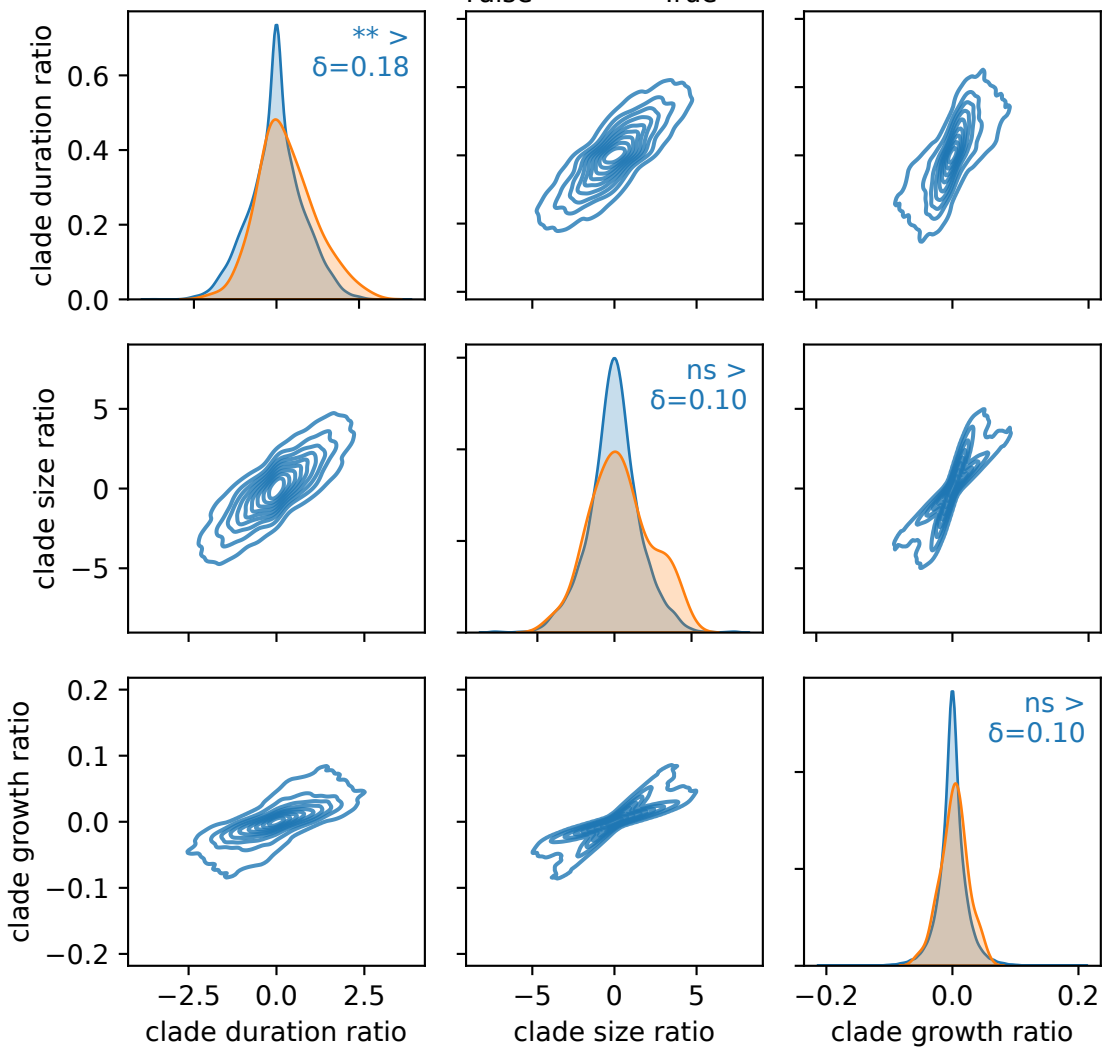 ** >
δ=0.18
clade duration ratio
0.6
0.4
0.2
0.0
ns >
δ=0.10
clade size ratio
5
0
−5
ns >
δ=0.10
clade growth ratio
0.2
0.1
0.0
−0.1
−0.2
−2.5 0.0 2.5
−5 0 5
−0.2 0.0 0.2
clade duration ratio
clade size ratio
clade growth ratio